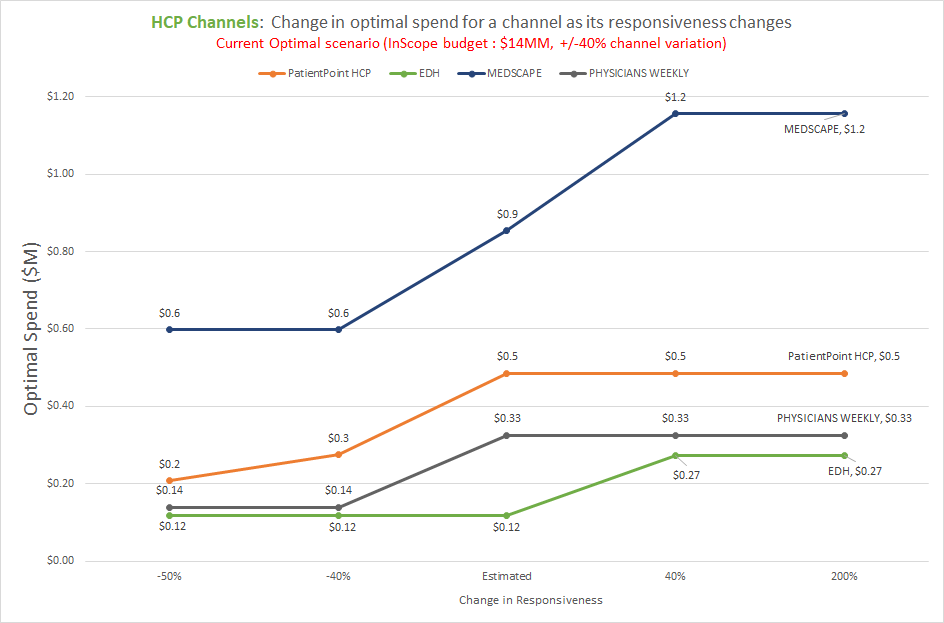 HCP Channels: Change in optimal spend for a channel as its responsiveness changes
Current Optimal scenario (InScope budget : $14MM, +/-40% channel variation)
PatientPoint HCP EDH MEDSCAPE PHYSICIANS WEEKLY
$1.20
$1.2
MEDSCAPE, $1.2
$1.00
$0.9
$0.80
Optimal Spend ($M)
$0.6 $0.6
$0.60
$0.5 $0.5 PatientPoint HCP, $0.5
$0.40
$0.33 $0.33 PHYSICIANS WEEKLY, $0.33
$0.3
$0.2
$0.27 EDH, $0.27
$0.20
$0.14 $0.14
$0.12 $0.12 $0.12
$0.00
-50% -40% Estimated 40% 200%
Change in Responsiveness